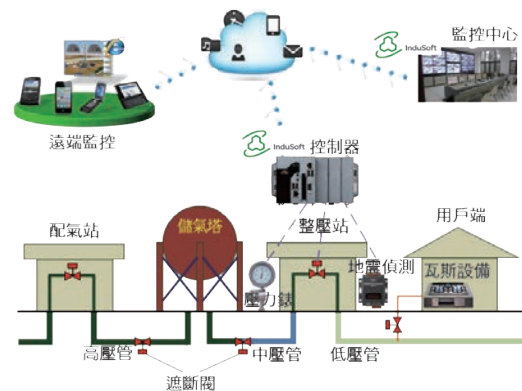 InduSoft
監控中心
遠端監控
InduSoft
控制器
配氣站
儲氣塔
整壓站
用戶端
壓力錶
地震偵測
瓦斯設備
高壓管
中壓管
低壓管
遮斷閥